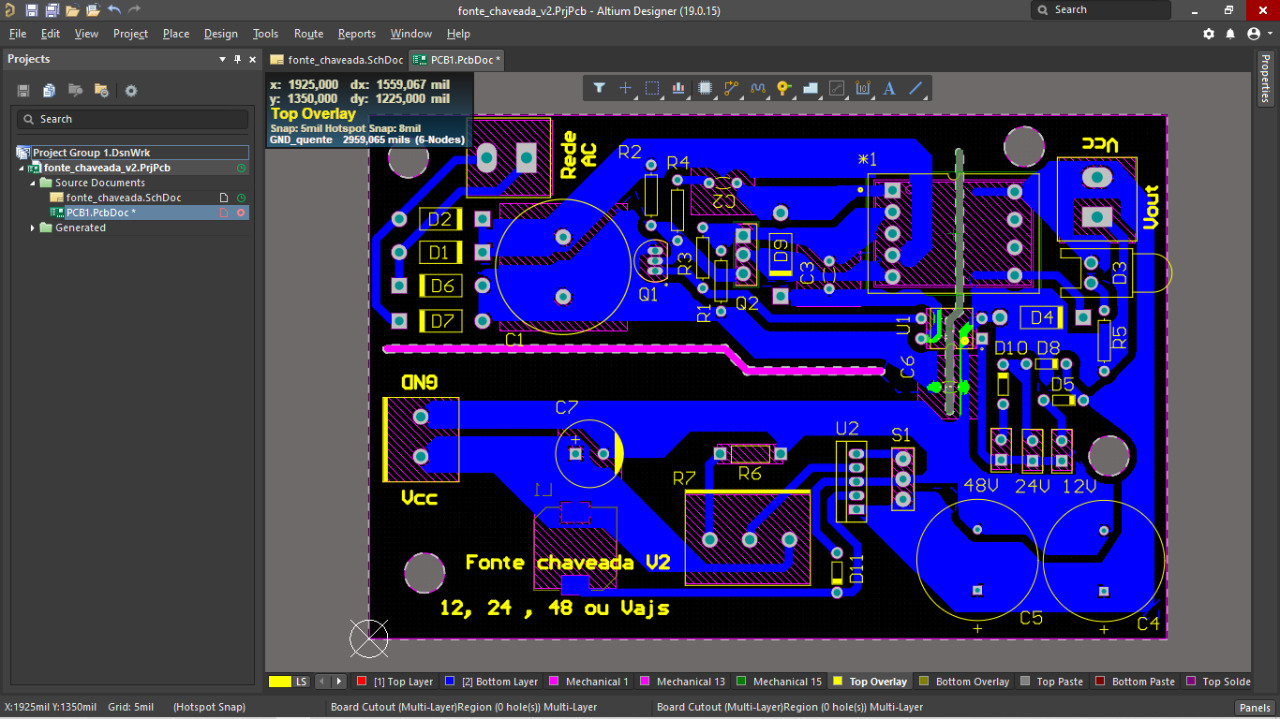 fonte_chaveada_v2.PrjPcb - Altium Designer (19.0.15)
Search
File Edit View Project Place Design Tools Route Reports Window Help
Projects
fonte_chaveada.SchDoc
PCB1.PcbDoc *
Search
Project Group 1.DsnWrk
fonte_chaveada_v2.PrjPcb
Source Documents
fonte_chaveada.SchDoc
PCB1.PcbDoc *
Generated
x: 1925,000 dx: 1559,067 mil
y: 1350,000 dy: 1225,000 mil
Top Overlay
Snap: 5mil Hotspot Snap: 8mil
GND_quente 2959,065 mils (6-Nodes)
Properties
Rede
AC
R2
R4
C2
*1
Vcc
Vout
D2
D1
D6
D7
C1
Q1
R3
R1
Q2
D9
C3
U1
C6
D4
D3
R5
D10 D8
D5
GND
Vcc
C7
L1
R7
R6
U2
S1
48V 24V 12V
D11
C5
C4
+
+
+
Fonte chaveada V2
12, 24 , 48 ou Vajs
LS
[1] Top Layer
[2] Bottom Layer
Mechanical 1
Mechanical 13
Mechanical 15
Top Overlay
Bottom Overlay
Top Paste
Bottom Paste
Top Solde
X:1925mil Y:1350mil Grid: 5mil (Hotspot Snap)
Board Cutout (Multi-Layer)Region (0 hole(s)) Multi-Layer
Board Cutout (Multi-Layer)Region (0 hole(s)) Multi-Layer
Panels